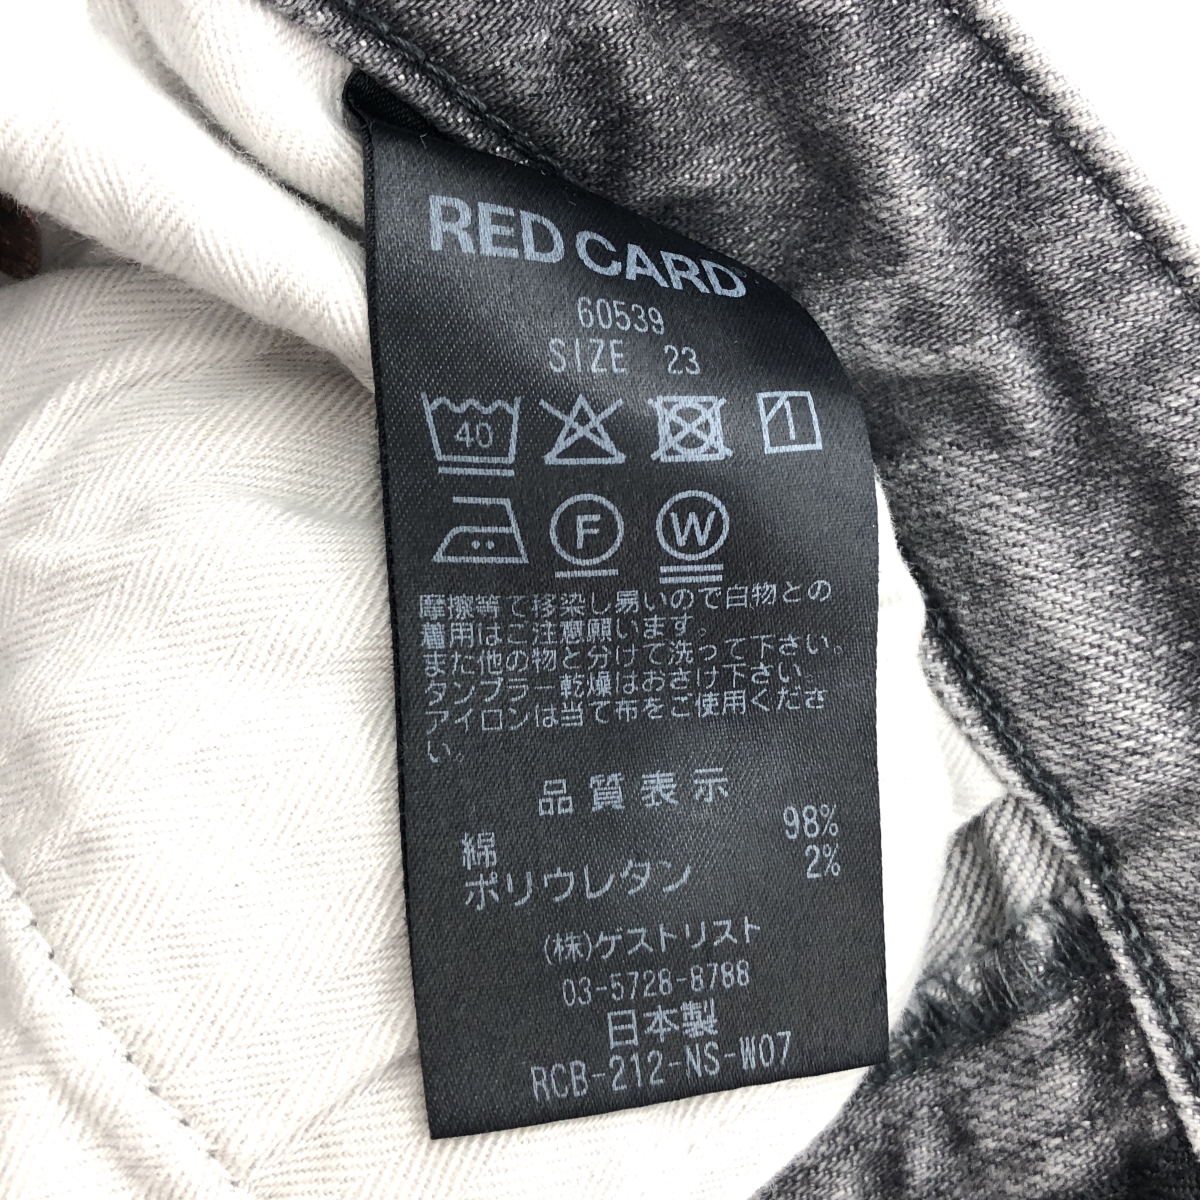 RED CARD
60539
SIZE 23
40
F W
摩擦等で移染し易いので白物との
着用はご注意願います。
また他の物と分けて洗って下さい。
タンブラー乾燥はおさけ下さい。
アイロンは当て布をご使用くださ
い。
品質表示
綿 98%
ポリウレタン 2%
(株)ゲストリスト
03-5728-8788
日本製
RCB-212-NS-W07